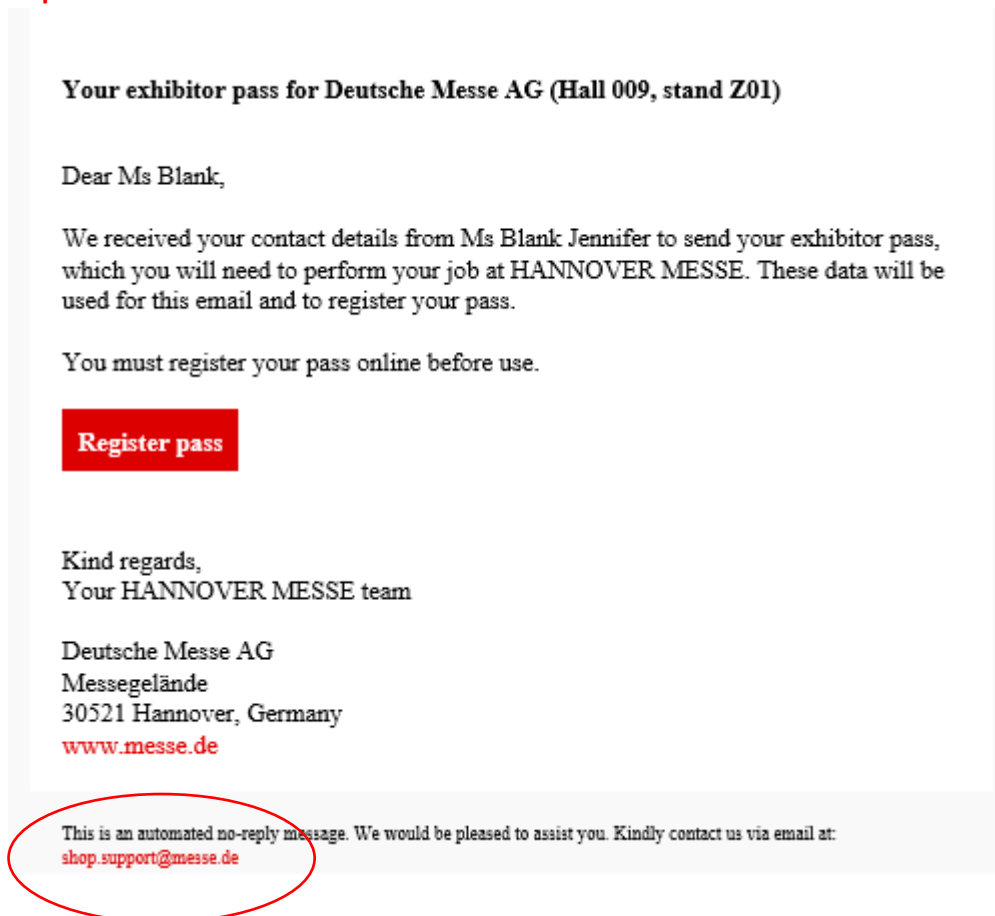 Your exhibitor pass for Deutsche Messe AG (Hall 009, stand Z01)
Dear Ms Blank,
We received your contact details from Ms Blank Jennifer to send your exhibitor pass,
which you will need to perform your job at HANNOVER MESSE. These data will be
used for this email and to register your pass.
You must register your pass online before use.
Register pass
Kind regards,
Your HANNOVER MESSE team
Deutsche Messe AG
Messegelände
30521 Hannover, Germany
www.messe.de
This is an automated no-reply message. We would be pleased to assist you. Kindly contact us via email at:
shop.support@messe.de